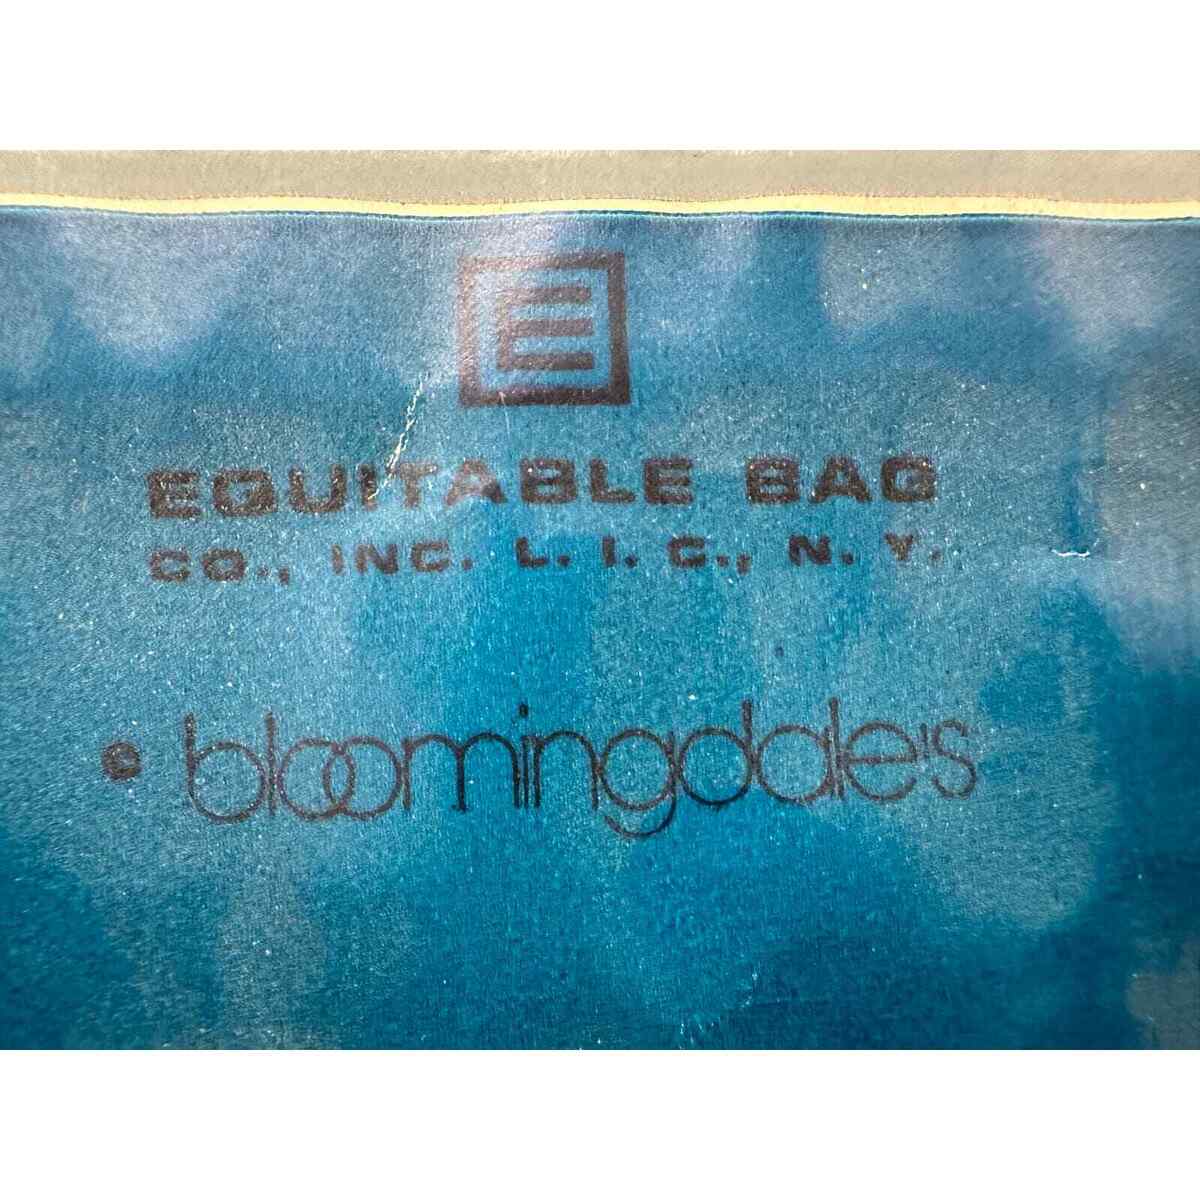 E
EQUITABLE BAG
CO., INC. L. I. C., N. Y.
© bloomingdale's